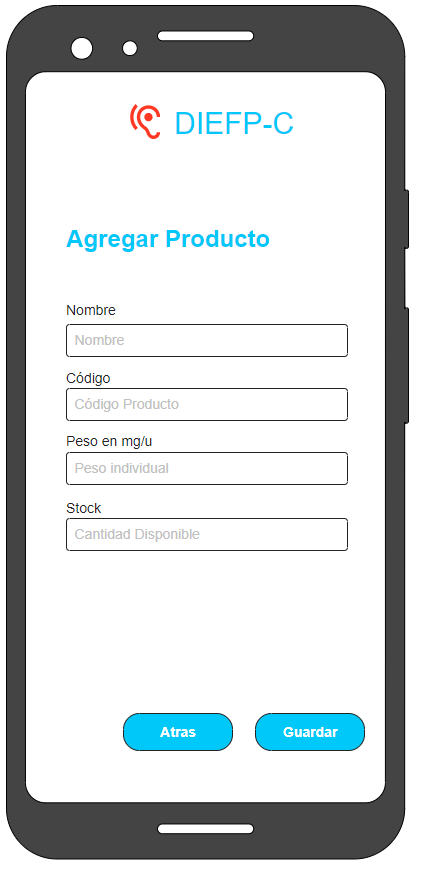 DIEFP-C
Agregar Producto
Nombre
Nombre
Código
Código Producto
Peso en mg/u
Peso individual
Stock
Cantidad Disponible
Atras Guardar